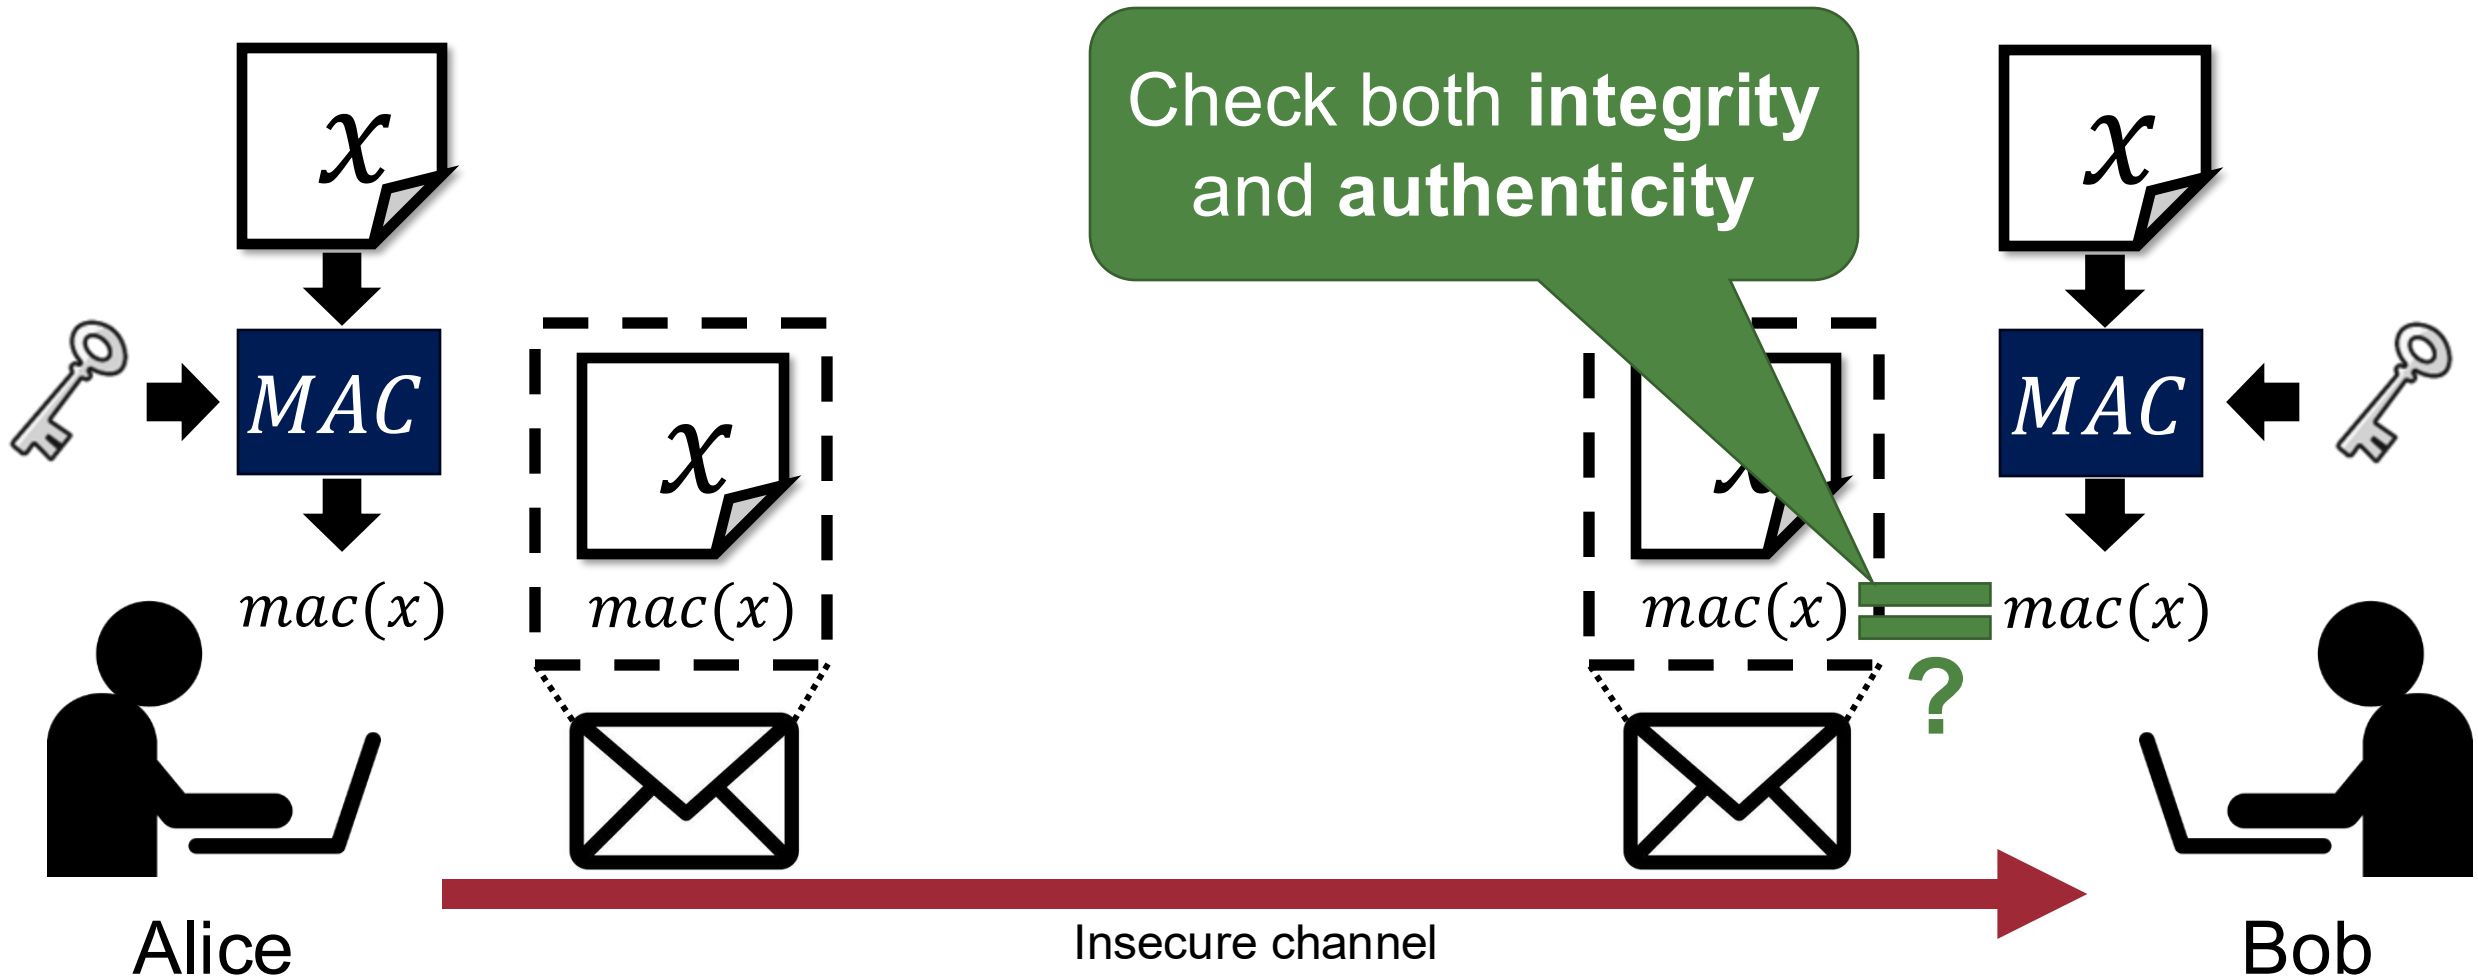 x
Check both integrity
and authenticity
x
MAC
x
x
MAC
mac(x)
mac(x)
mac(x)
mac(x)
?
Alice
Insecure channel
Bob